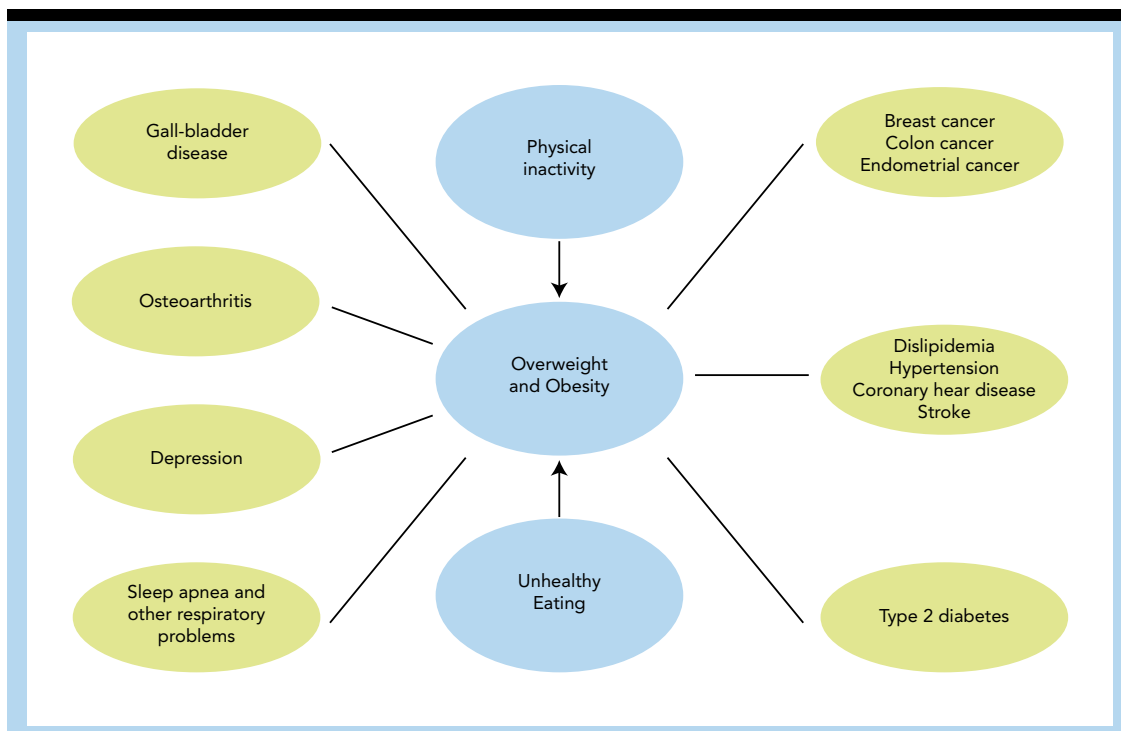 Gall-bladder
disease
Physical
inactivity
Breast cancer
Colon cancer
Endometrial cancer
Osteoarthritis
Overweight
and Obesity
Dislipidemia
Hypertension
Coronary hear disease
Stroke
Depression
Sleep apnea and
other respiratory
problems
Unhealthy
Eating
Type 2 diabetes